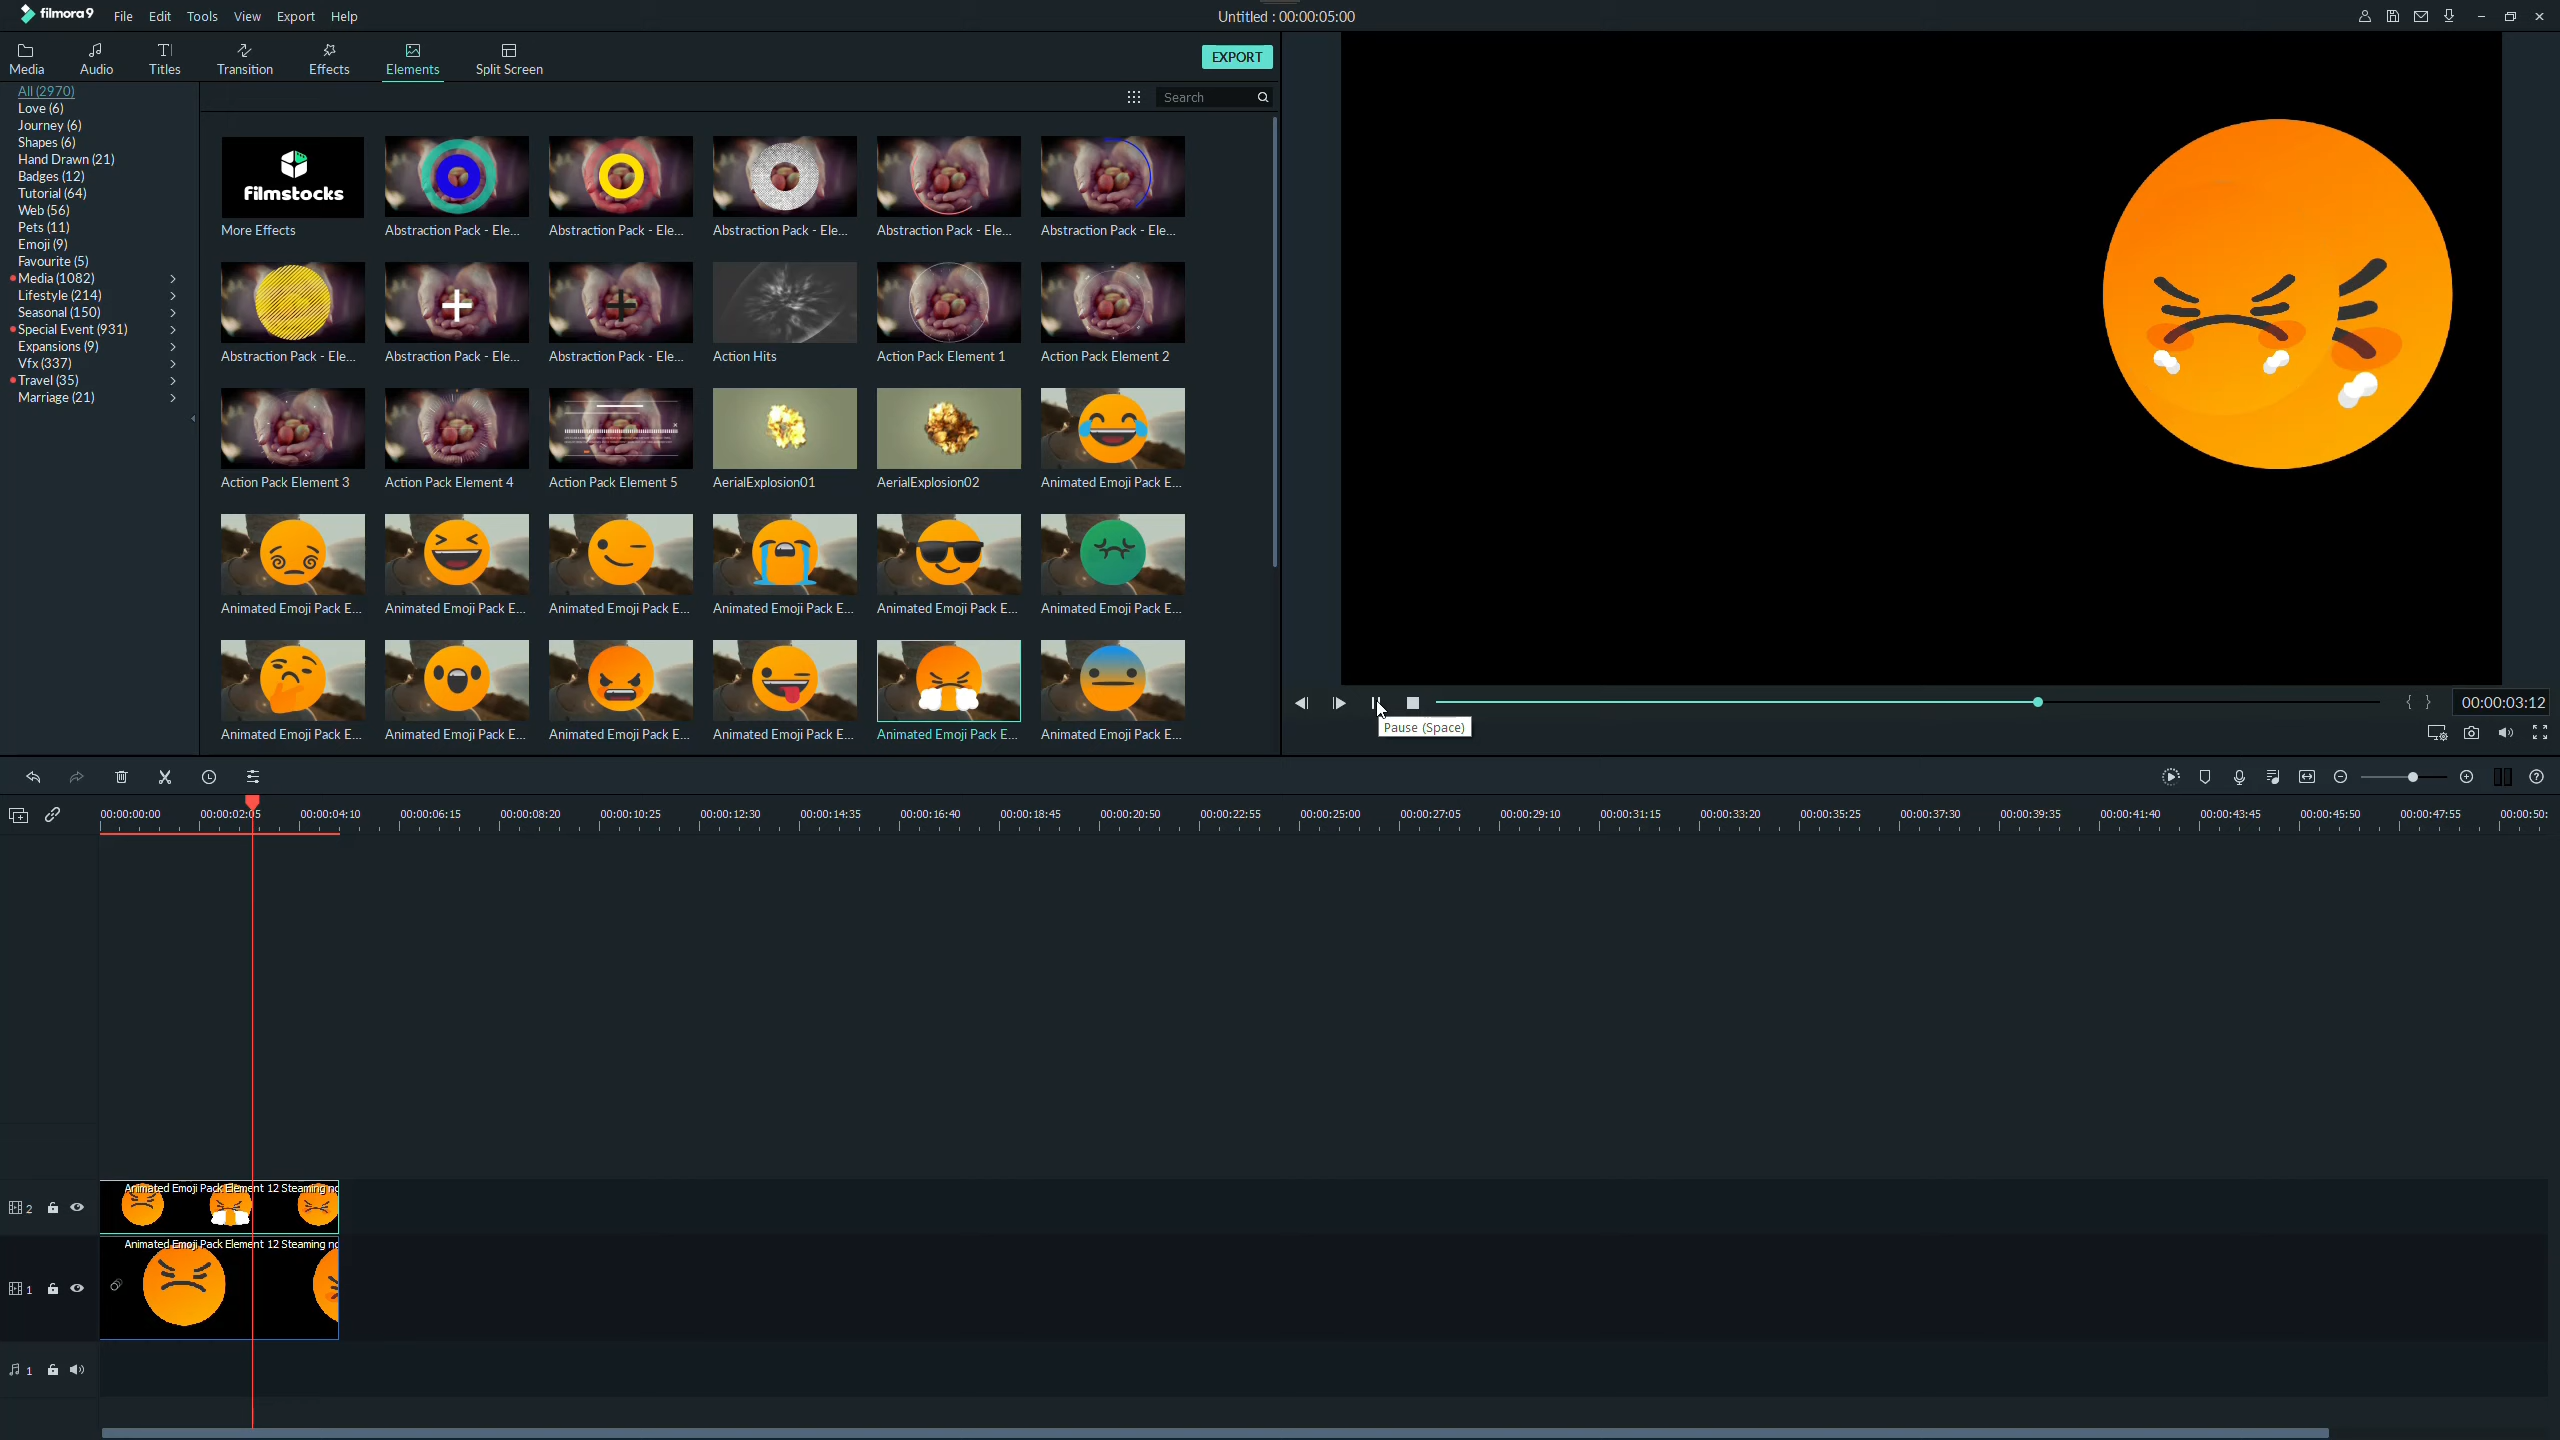 filmora9 File Edit Tools View Export Help
Untitled : 00:00:05:00
Media Audio Titles Transition Effects Elements Split Screen
EXPORT
All (2970)
Love (6)
Journey (6)
Shapes (6)
Hand Drawn (21)
Badges (12)
Tutorial (64)
Web (56)
Pets (11)
Emoji (9)
Favourite (5)
Media (1082)
Lifestyle (214)
Seasonal (150)
Special Event (931)
Expansions (9)
Vfx (337)
Travel (35)
Marriage (21)
Search
filmstocks
More Effects Abstraction Pack - Ele... Abstraction Pack - Ele... Abstraction Pack - Ele... Abstraction Pack - Ele... Abstraction Pack - Ele...
Abstraction Pack - Ele... Abstraction Pack - Ele... Abstraction Pack - Ele... Action Hits Action Pack Element 1 Action Pack Element 2
Action Pack Element 3 Action Pack Element 4 Action Pack Element 5 AerialExplosion01 AerialExplosion02 Animated Emoji Pack E...
Animated Emoji Pack E... Animated Emoji Pack E... Animated Emoji Pack E... Animated Emoji Pack E... Animated Emoji Pack E... Animated Emoji Pack E...
Animated Emoji Pack E... Animated Emoji Pack E... Animated Emoji Pack E... Animated Emoji Pack E... Animated Emoji Pack E... Animated Emoji Pack E...
{ } 00:00:03:12
Pause (Space)
00:00:00:00 00:00:02:05 00:00:04:10 00:00:06:15 00:00:08:20 00:00:10:25 00:00:12:30 00:00:14:35 00:00:16:40 00:00:18:45 00:00:20:50 00:00:22:55 00:00:25:00 00:00:27:05 00:00:29:10 00:00:31:15 00:00:33:20 00:00:35:25 00:00:37:30 00:00:39:35 00:00:41:40 00:00:43:45 00:00:45:50 00:00:47:55 00:00:50:
Animated Emoji Pack Element 12 Steaming no
2
Animated Emoji Pack Element 12 Steaming no
1
1